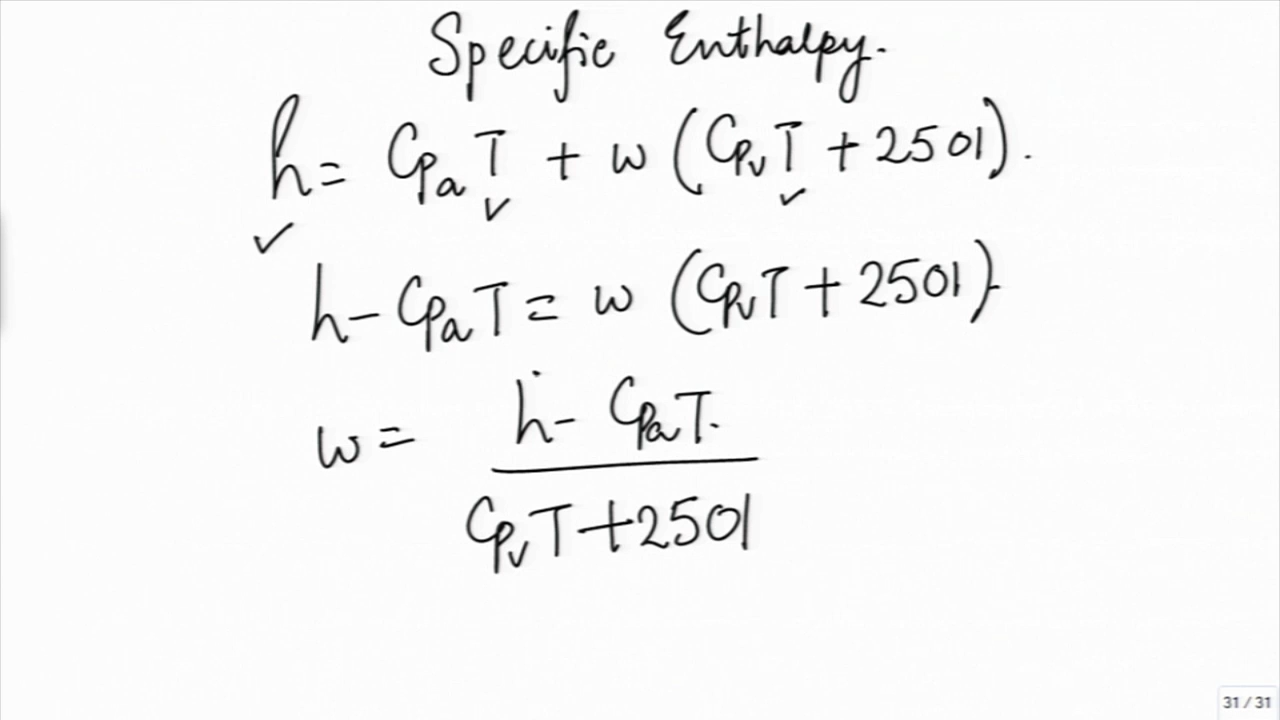 Specific Enthalpy.
h = CpaT + w (CpvT + 2501).
h - CpaT = w (CpvT + 2501)
w = h - CpaT. / CpvT + 2501
31 / 31